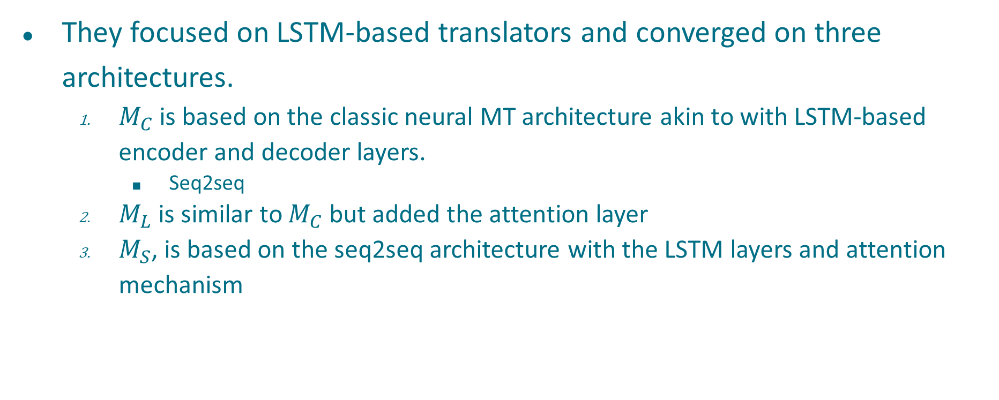 • They focused on LSTM-based translators and converged on three
architectures.
1. M_C is based on the classic neural MT architecture akin to with LSTM-based
encoder and decoder layers.
▪ Seq2seq
2. M_L is similar to M_C but added the attention layer
3. M_S, is based on the seq2seq architecture with the LSTM layers and attention
mechanism